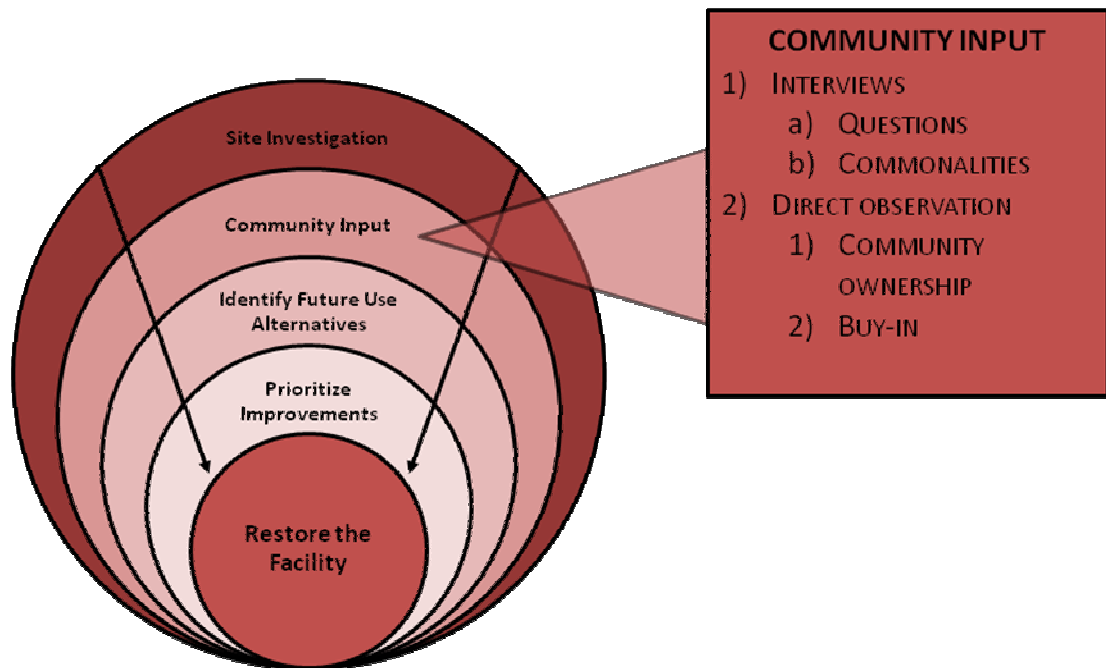 Site Investigation
Community Input
Identify Future Use
Alternatives
Prioritize
Improvements
Restore the
Facility
COMMUNITY INPUT
1) INTERVIEWS
a) QUESTIONS
b) COMMONALITIES
2) DIRECT OBSERVATION
1) COMMUNITY
OWNERSHIP
2) BUY-IN